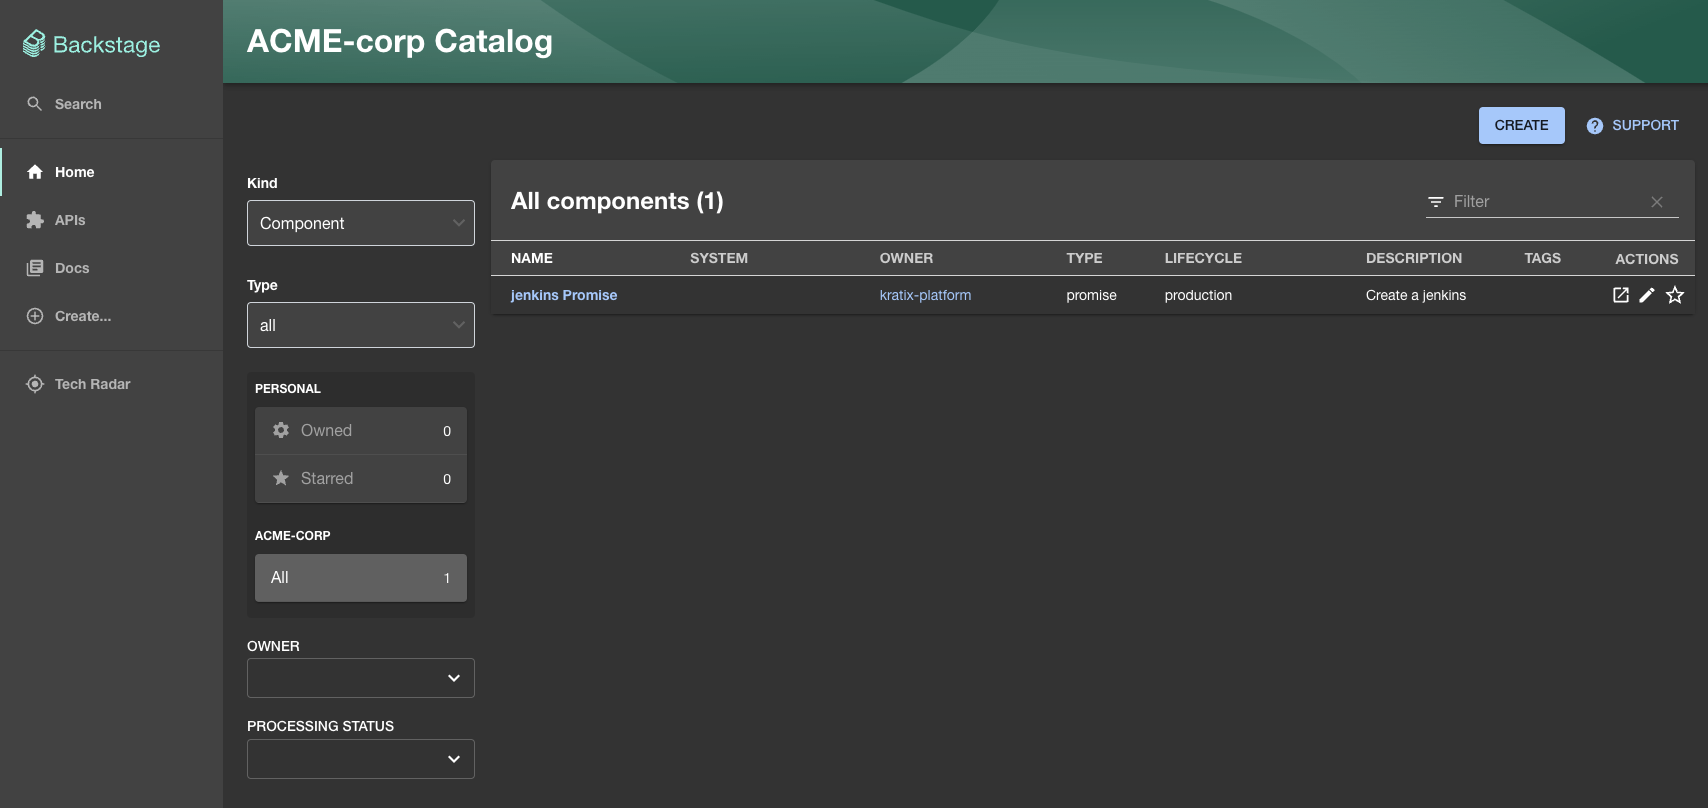 Backstage
Search
Home
APIs
Docs
Create...
Tech Radar
ACME-corp Catalog
CREATE
? SUPPORT
Kind
Component
Type
all
PERSONAL
Owned 0
Starred 0
ACME-CORP
All 1
OWNER
PROCESSING STATUS
All components (1)
Filter
NAME SYSTEM OWNER TYPE LIFECYCLE DESCRIPTION TAGS ACTIONS
jenkins Promise kratix-platform promise production Create a jenkins